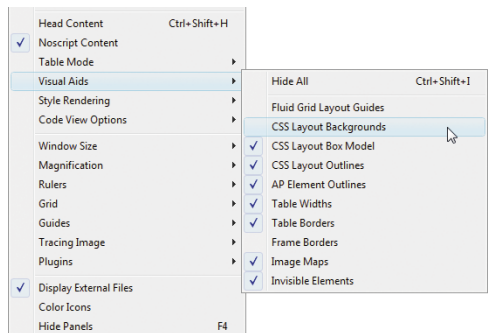 Head Content Ctrl+Shift+H
Noscript Content
Table Mode
Visual Aids
Style Rendering
Code View Options
Window Size
Magnification
Rulers
Grid
Guides
Tracing Image
Plugins
Display External Files
Color Icons
Hide Panels F4
Hide All Ctrl+Shift+I
Fluid Grid Layout Guides
CSS Layout Backgrounds
CSS Layout Box Model
CSS Layout Outlines
AP Element Outlines
Table Widths
Table Borders
Frame Borders
Image Maps
Invisible Elements